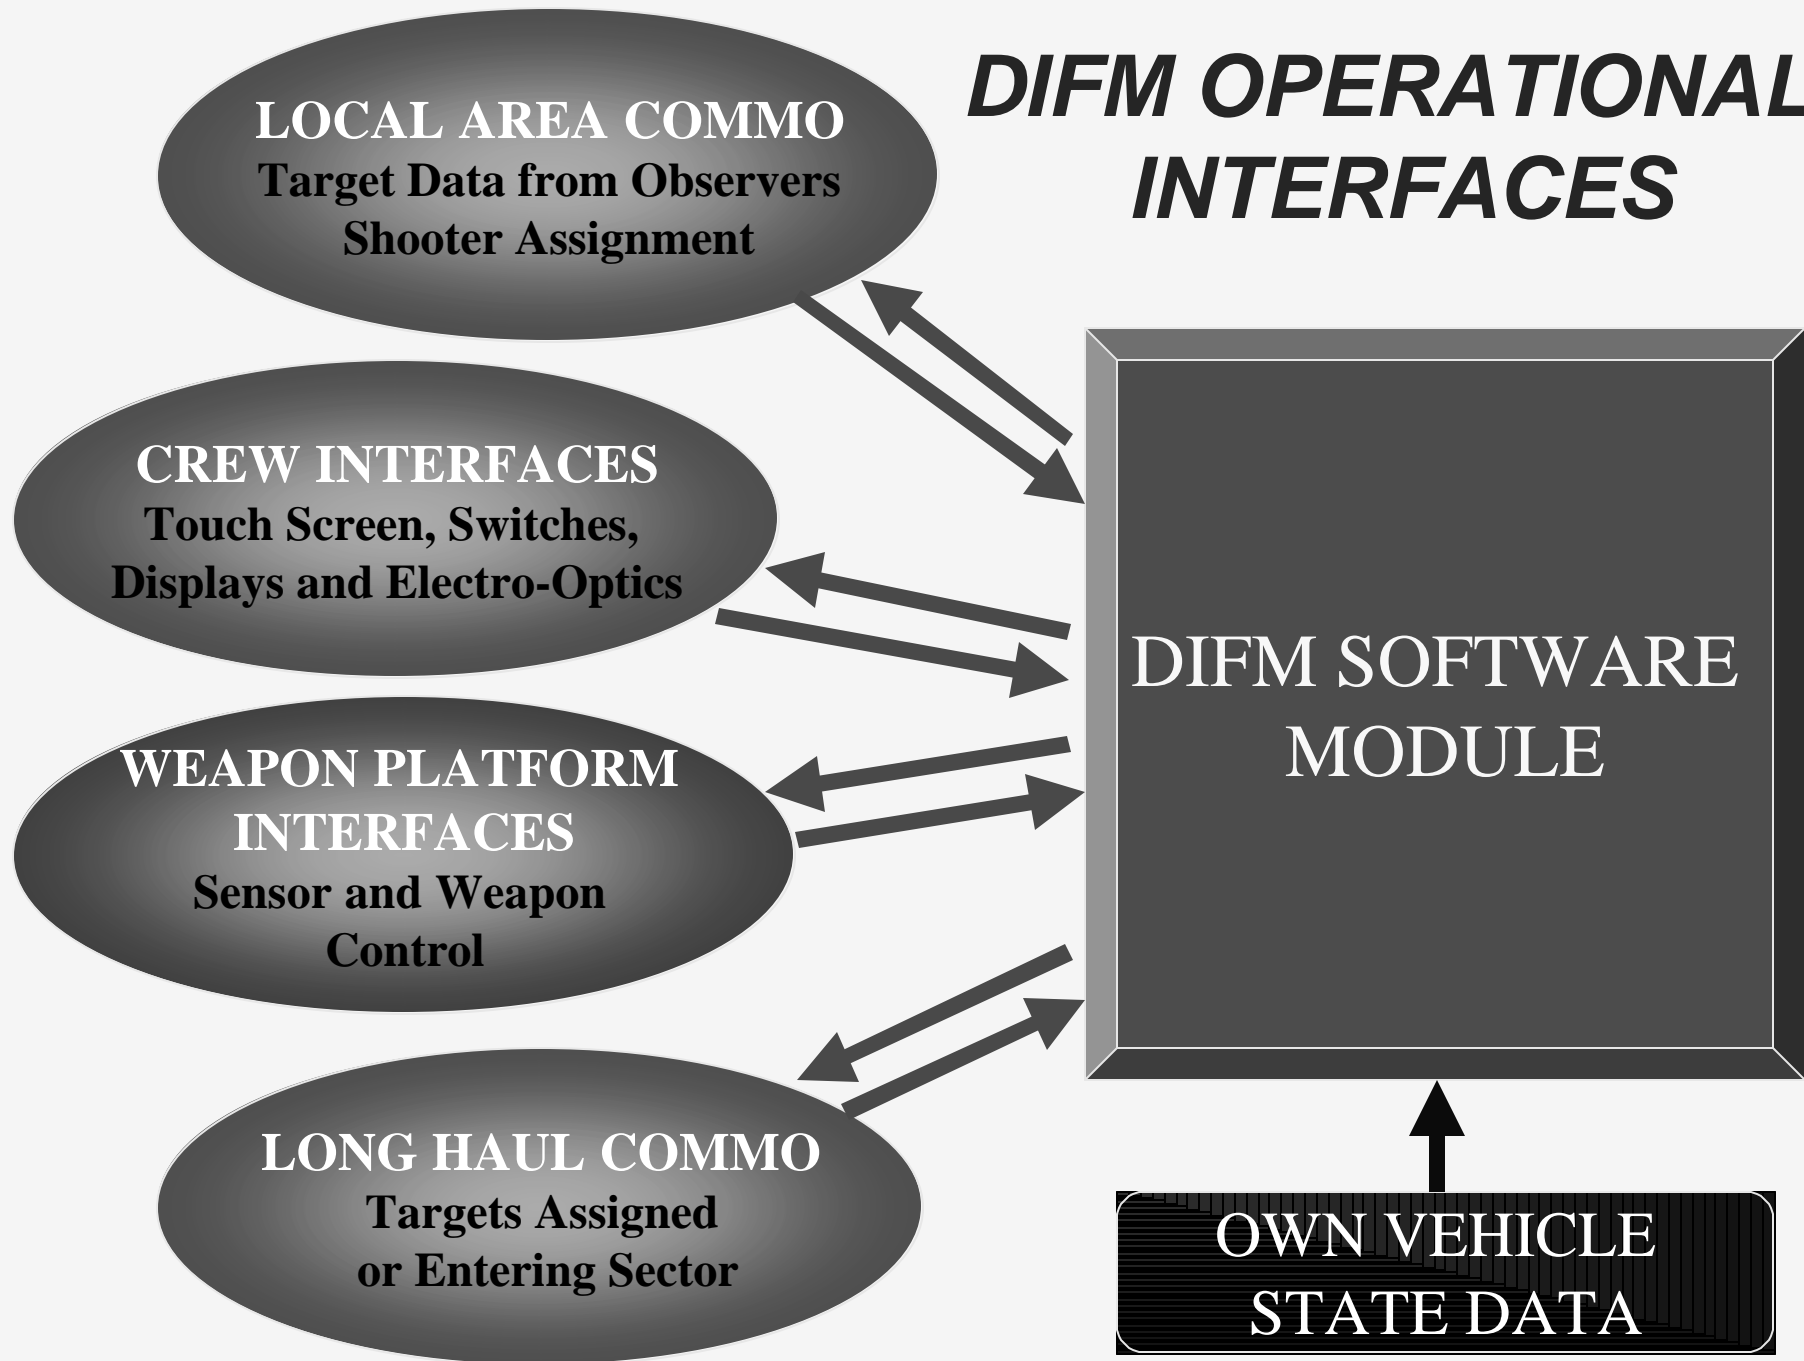 DIFM OPERATIONAL
INTERFACES
LOCAL AREA COMMO
Target Data from Observers
Shooter Assignment
CREW INTERFACES
Touch Screen, Switches,
Displays and Electro-Optics
WEAPON PLATFORM
INTERFACES
Sensor and Weapon
Control
LONG HAUL COMMO
Targets Assigned
or Entering Sector
DIFM SOFTWARE
MODULE
OWN VEHICLE
STATE DATA